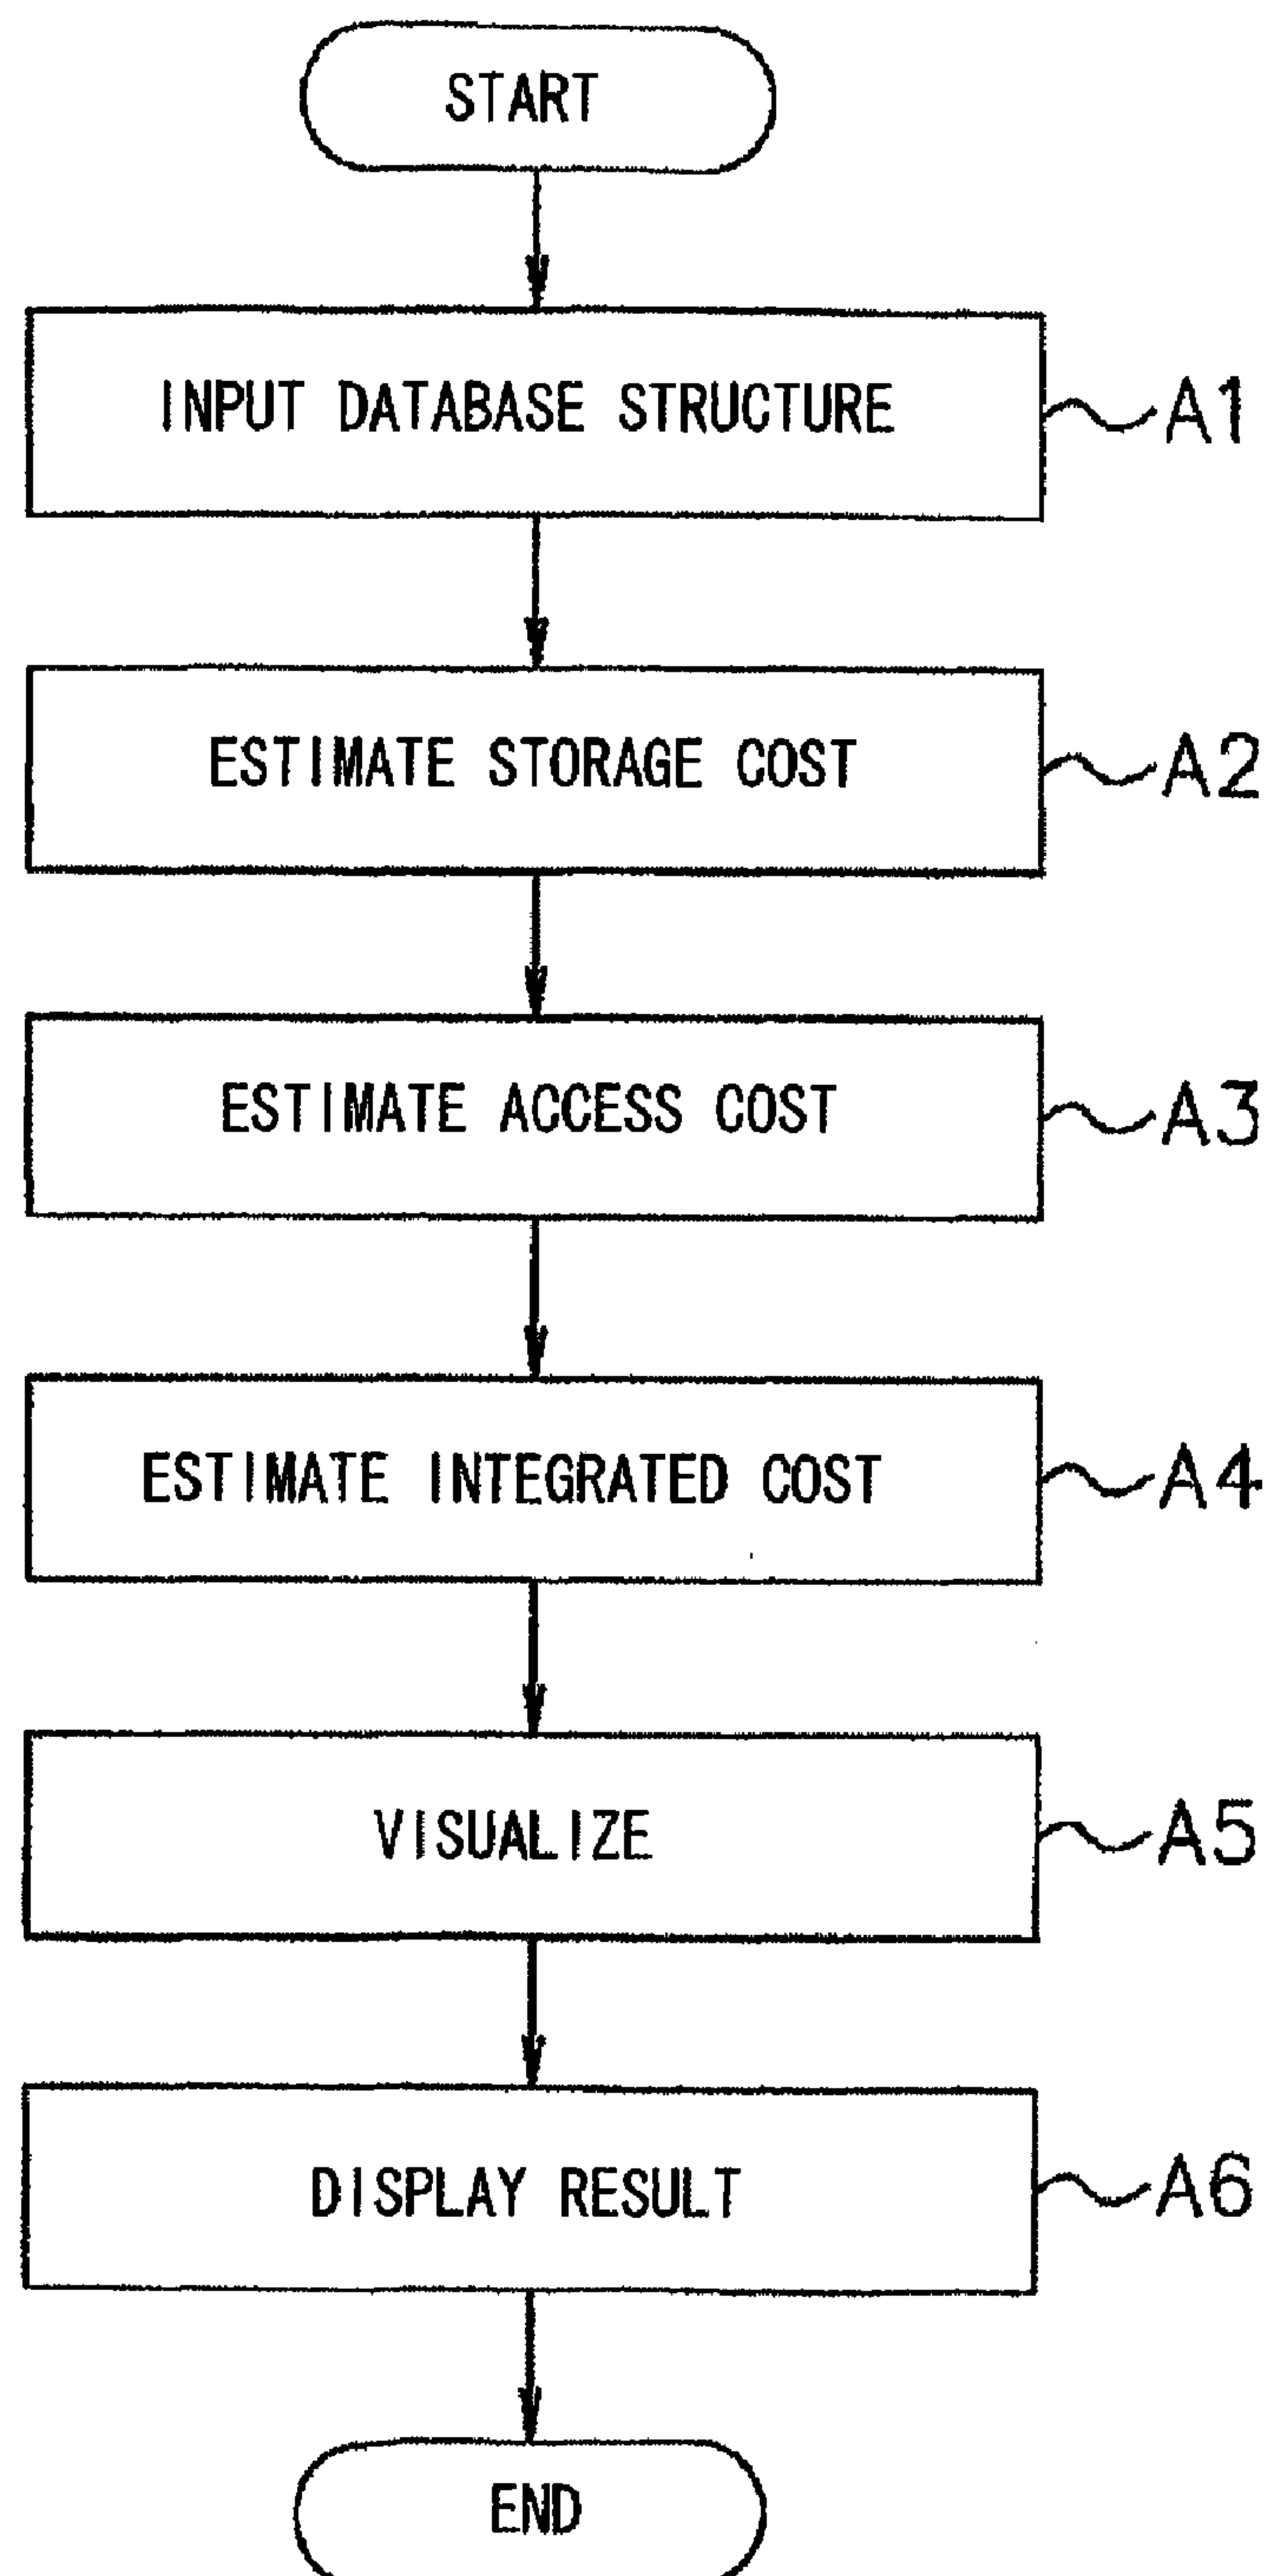 START
INPUT DATABASE STRUCTURE
A1
ESTIMATE STORAGE COST
A2
ESTIMATE ACCESS COST
A3
ESTIMATE INTEGRATED COST
A4
VISUALIZE
A5
DISPLAY RESULT
A6
END